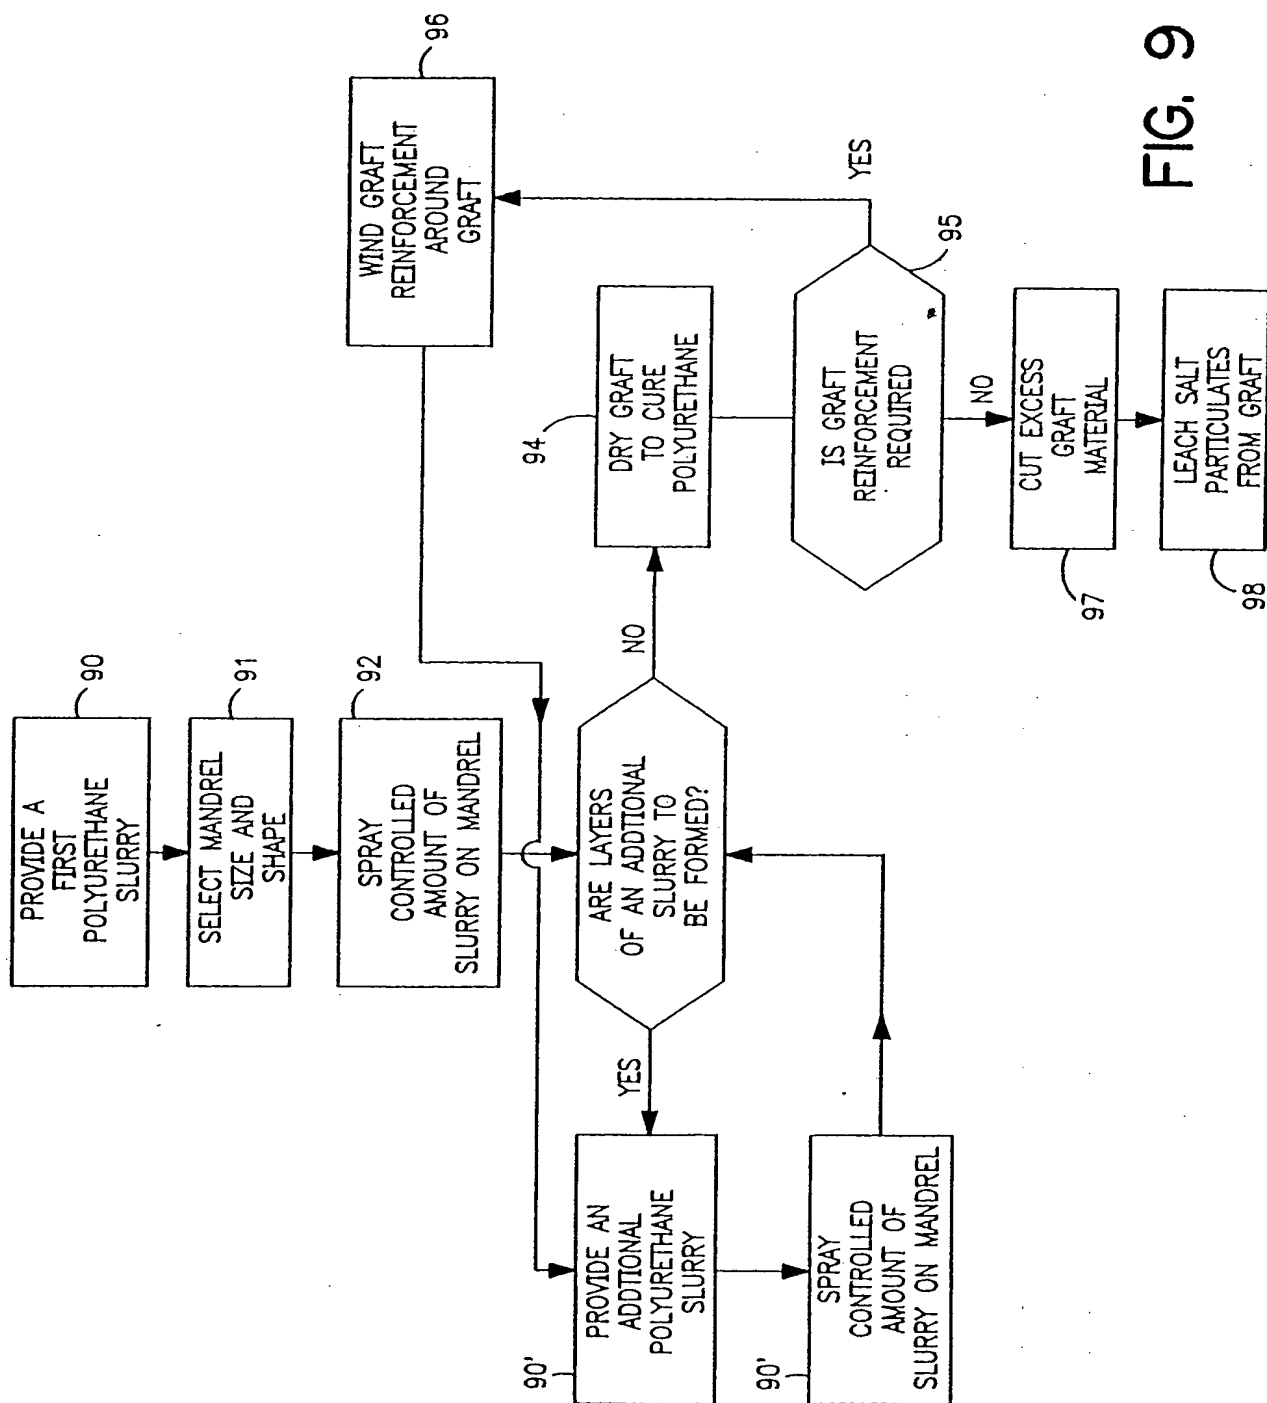 90
PROVIDE A
FIRST
POLYURETHANE
SLURRY
91
SELECT MANDREL
SIZE AND
SHAPE
92
SPRAY
CONTROLLED
AMOUNT OF
SLURRY ON MANDREL
96
WIND GRAFT
REINFORCEMENT
AROUND
GRAFT
ARE LAYERS
OF AN ADDTIONAL
SLURRY TO
BE FORMED?
YES
NO
90'
PROVIDE AN
ADDTIONAL
POLYURETHANE
SLURRY
90'
SPRAY
CONTROLLED
AMOUNT OF
SLURRY ON MANDREL
94
DRY GRAFT
TO CURE
POLYURETHANE
IS GRAFT
REINFORCEMENT
REQUIRED
95
YES
NO
97
CUT EXCESS
GRAFT
MATERIAL
98
LEACH SALT
PARTICULATES
FROM GRAFT
FIG. 9